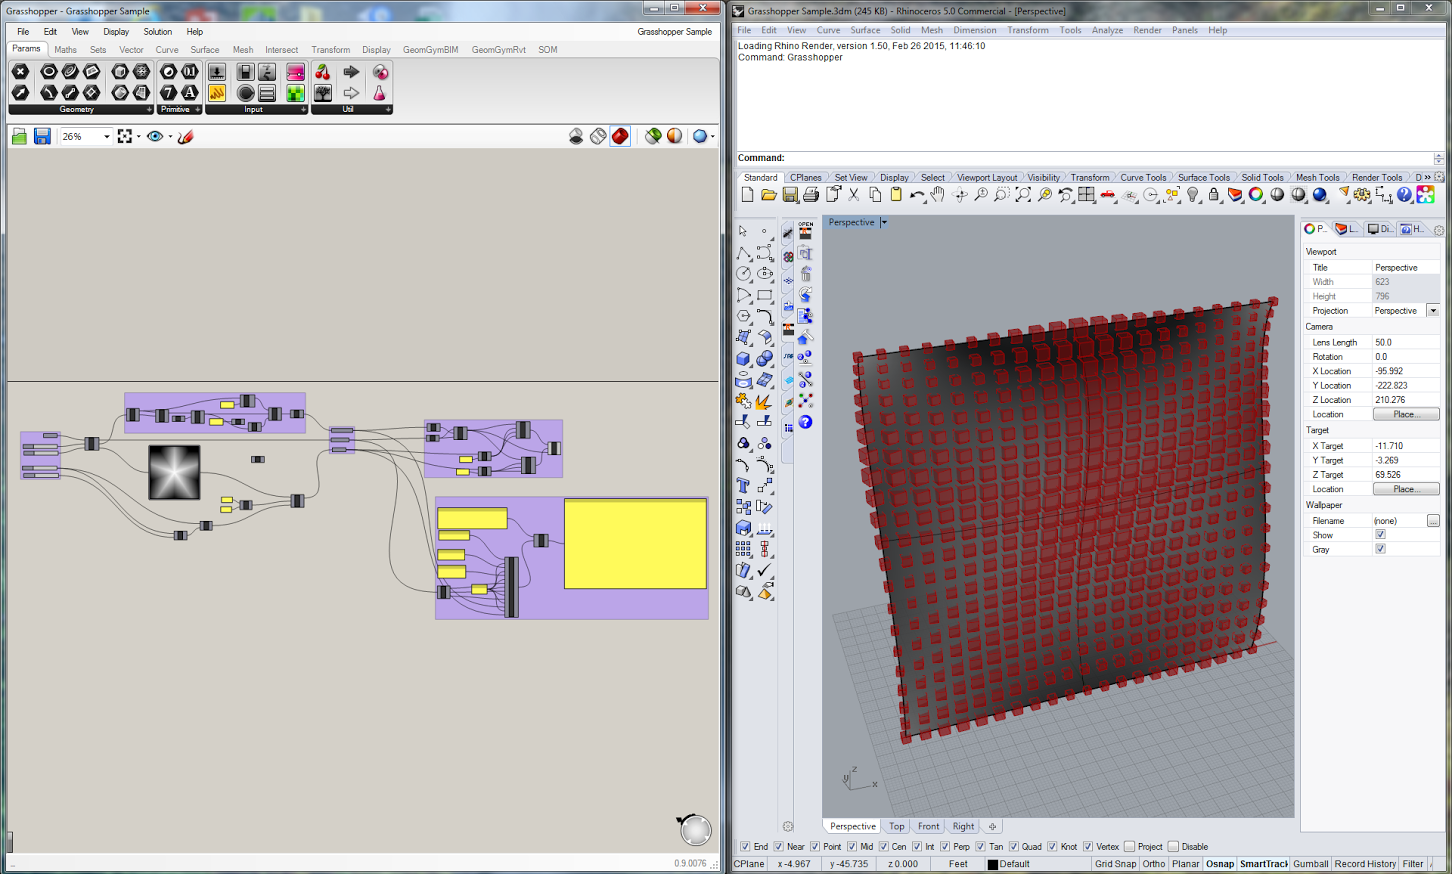 Grasshopper - Grasshopper Sample
File Edit View Display Solution Help
Grasshopper Sample
Params Maths Sets Vector Curve Surface Mesh Intersect Transform Display GeoGymBIM GeomGymRvt SOM
Geometry Primitive Input Util
26%
0.9.0076
Grasshopper Sample.3dm (245 KB) - Rhinoceros 5.0 Commercial - [Perspective]
File Edit View Curve Surface Solid Mesh Dimension Transform Tools Analyze Render Panels Help
Loading Rhino Render, version 1.50, Feb 26 2015, 11:46:10
Command: Grasshopper
Command:
Standard CPlanes Set View Display Select Viewport Layout Visibility Transform Curve Tools Surface Tools Solid Tools Mesh Tools Render Tools D »
OPEN
Perspective
z
y
x
P... L... Di... H...
Viewport
Title Perspective
Width 623
Height 796
Projection Perspective
Camera
Lens Length 50.0
Rotation 0.0
X Location -95.992
Y Location -222.823
Z Location 210.276
Location Place...
Target
X Target -11.710
Y Target -3.269
Z Target 69.526
Location Place...
Wallpaper
Filename (none) ...
Show
Gray
Perspective Top Front Right
End Near Point Mid Cen Int Perp Tan Quad Knot Vertex Project Disable
CPlane x -4.967 y -45.735 z 0.000 Feet Default Grid Snap Ortho Planar Osnap SmartTrack Gumball Record History Filter